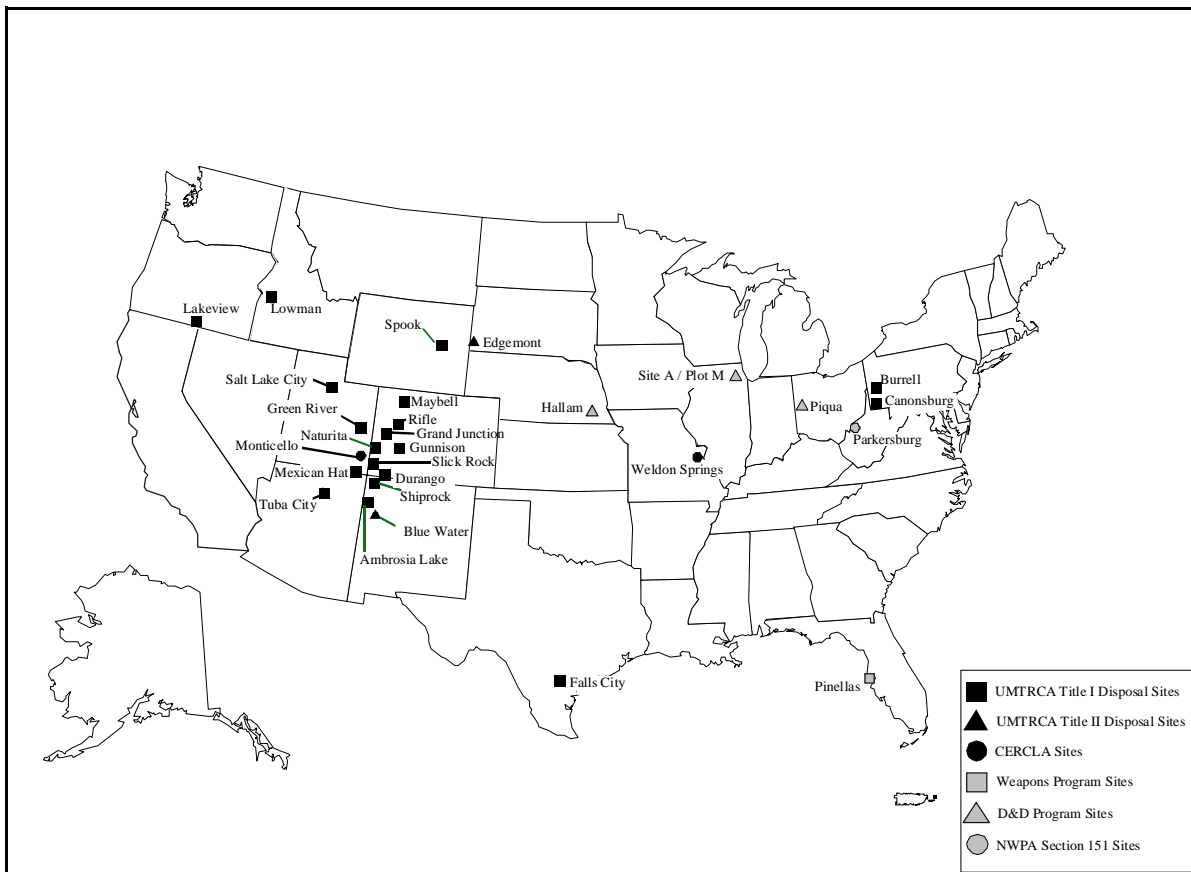 Lakeview
Lowman
Spook
Edgemont
Salt Lake City
Maybell
Site A / Plot M
Burrell
Hallam
Piqua
Canonsburg
Green River
Rifle
Naturita
Grand Junction
Parkersburg
Monticello
Gunnison
Slick Rock
Weldon Springs
Mexican Hat
Durango
Tuba City
Shiprock
Blue Water
Ambrosia Lake
Falls City
Pinellas
UMTRCA Title I Disposal Sites
UMTRCA Title II Disposal Sites
CERCLA Sites
Weapons Program Sites
D&D Program Sites
NWPA Section 151 Sites